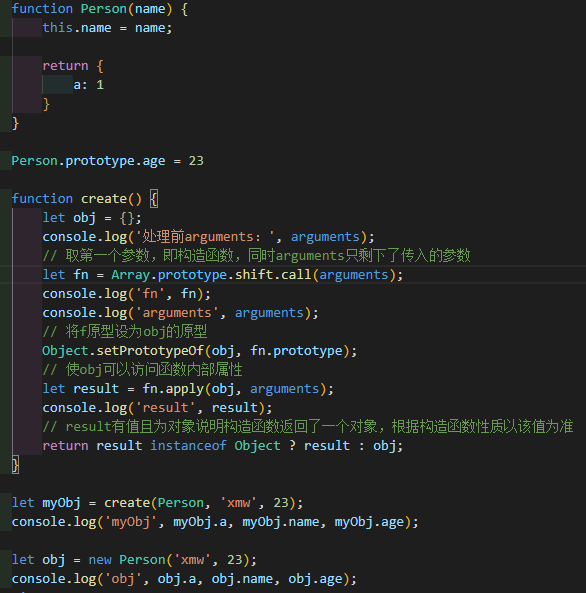 function Person(name) {
    this.name = name;

    return {
        a: 1
    }
}

Person.prototype.age = 23

function create() {
    let obj = {};
    console.log('处理前arguments：', arguments);
    // 取第一个参数，即构造函数，同时arguments只剩下了传入的参数
    let fn = Array.prototype.shift.call(arguments);
    console.log('fn', fn);
    console.log('arguments', arguments);
    // 将f原型设为obj的原型
    Object.setPrototypeOf(obj, fn.prototype);
    // 使obj可以访问函数内部属性
    let result = fn.apply(obj, arguments);
    console.log('result', result);
    // result有值且为对象说明构造函数返回了一个对象，根据构造函数性质以该值为准
    return result instanceof Object ? result : obj;
}

let myObj = create(Person, 'xmw', 23);
console.log('myObj', myObj.a, myObj.name, myObj.age);

let obj = new Person('xmw', 23);
console.log('obj', obj.a, obj.name, obj.age);